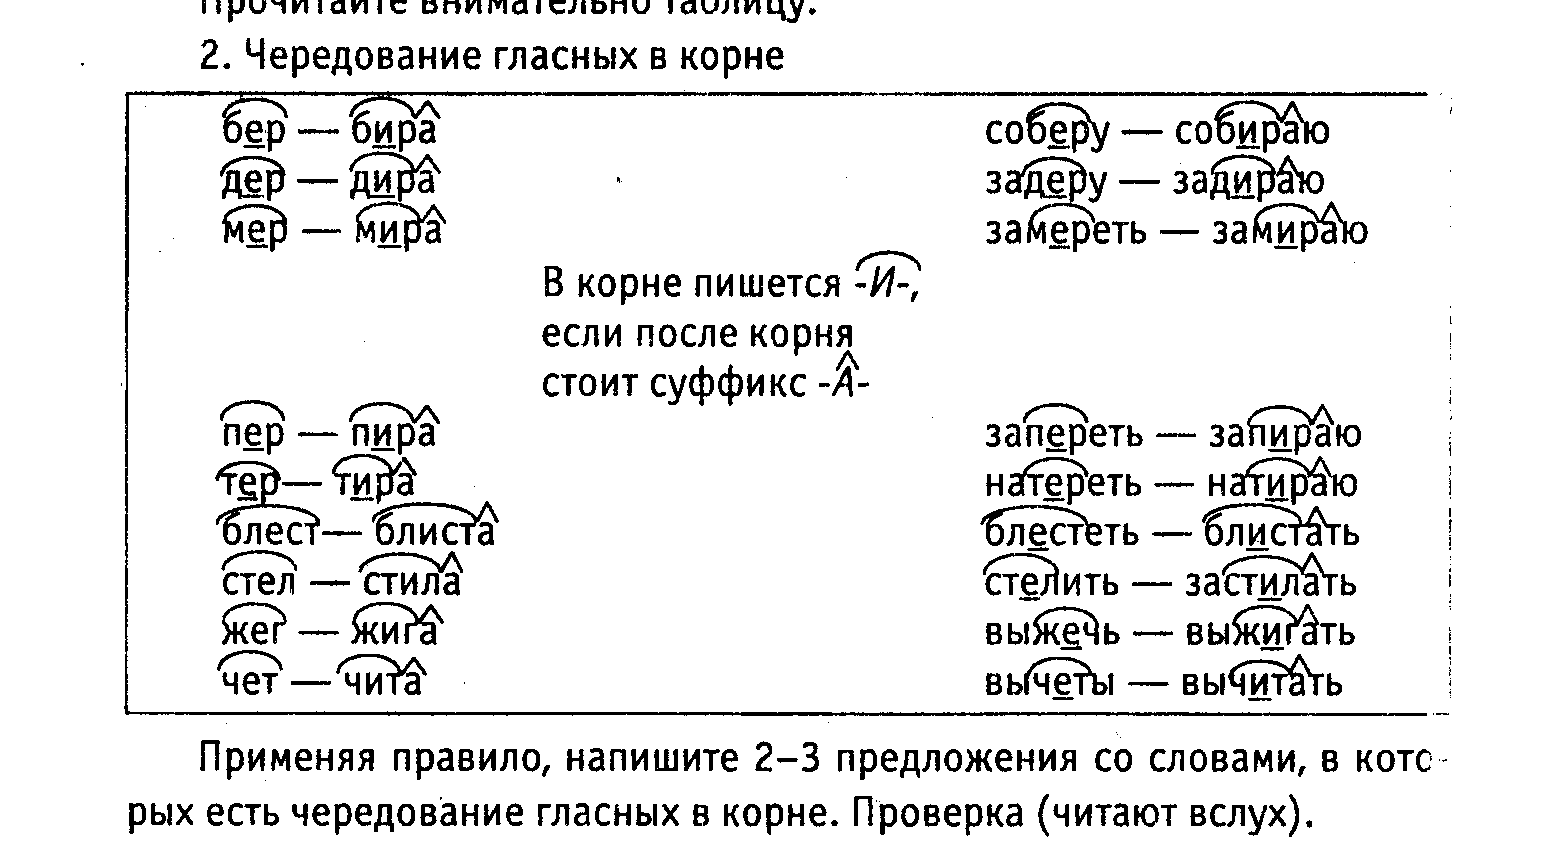 Прочитайте внимательно таблицу.
2. Чередование гласных в корне
бер — бира соберу — собираю
дер — дира задеру — задираю
мер — мира замереть — замираю
В корне пишется -И-,
если после корня
стоит суффикс -А-
пер — пира запереть — запираю
тер— тира натереть — натираю
блест— блиста блестеть — блистать
стел — стила стелить — застилать
жег — жига выжечь — выжигать
чет — чита вычеты — вычитать
Применяя правило, напишите 2–3 предложения со словами, в кото-
рых есть чередование гласных в корне. Проверка (читают вслух).